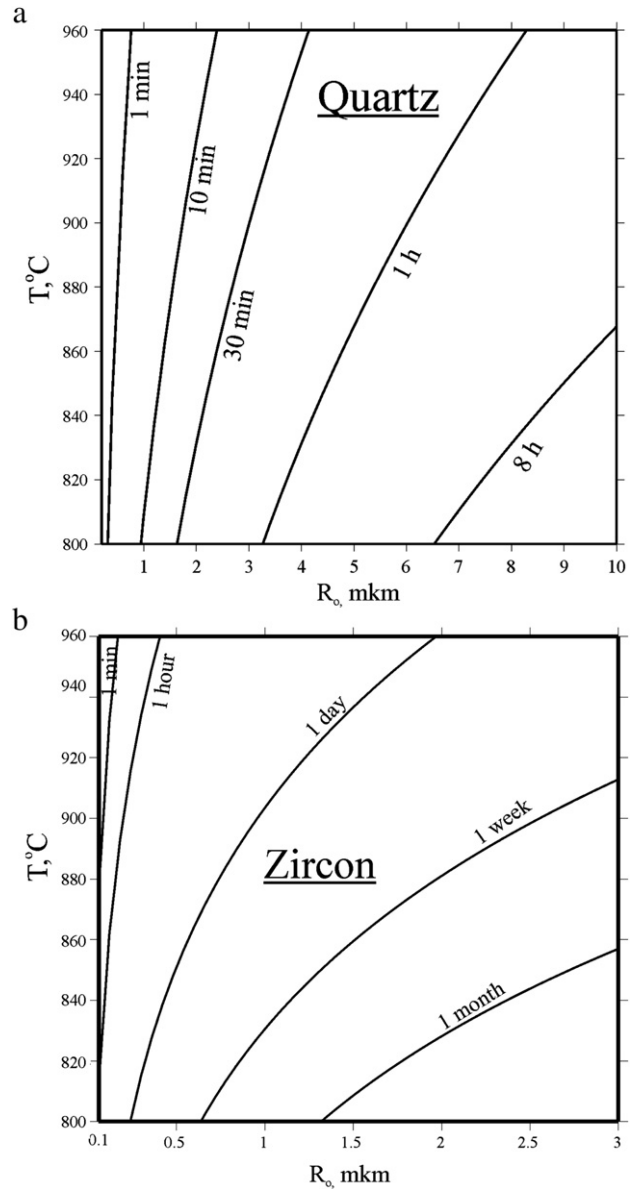 a
960
940
920
900
880
860
840
820
800
T,°C
1 min
10 min
30 min
1 h
8 h
Quartz
1 2 3 4 5 6 7 8 9 10
Ro, mkm
b
960
940
920
900
880
860
840
820
800
T,°C
1 min
1 hour
1 day
1 week
1 month
Zircon
0.1 0.5 1 1.5 2 2.5 3
Ro, mkm